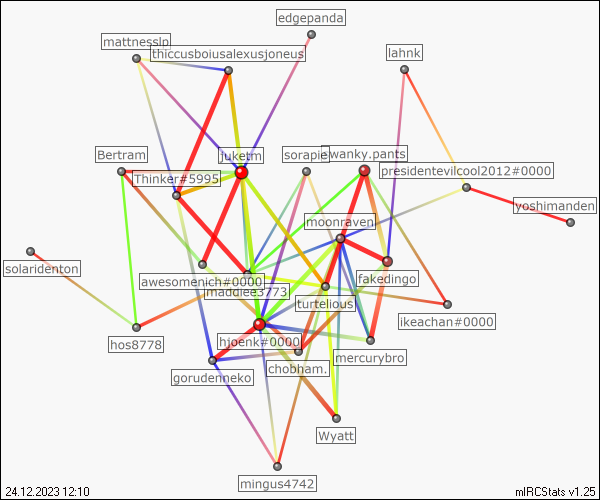 edgepanda
mattnesslp
thiccusboiusalexusjoneus
lahnk
Bertram
juketm
sorapie
swanky.pants
Thinker#5995
presidentevilcool2012#0000
yoshimanden
moonraven
solaridenton
awesomenich#0000
maddiee3773
turtelious
fakedingo
ikeachan#0000
hos8778
hjoenk#0000
mercurybro
gorudenneko
chobham.
Wyatt
mingus4742
24.12.2023 12:10
mIRCStats v1.25